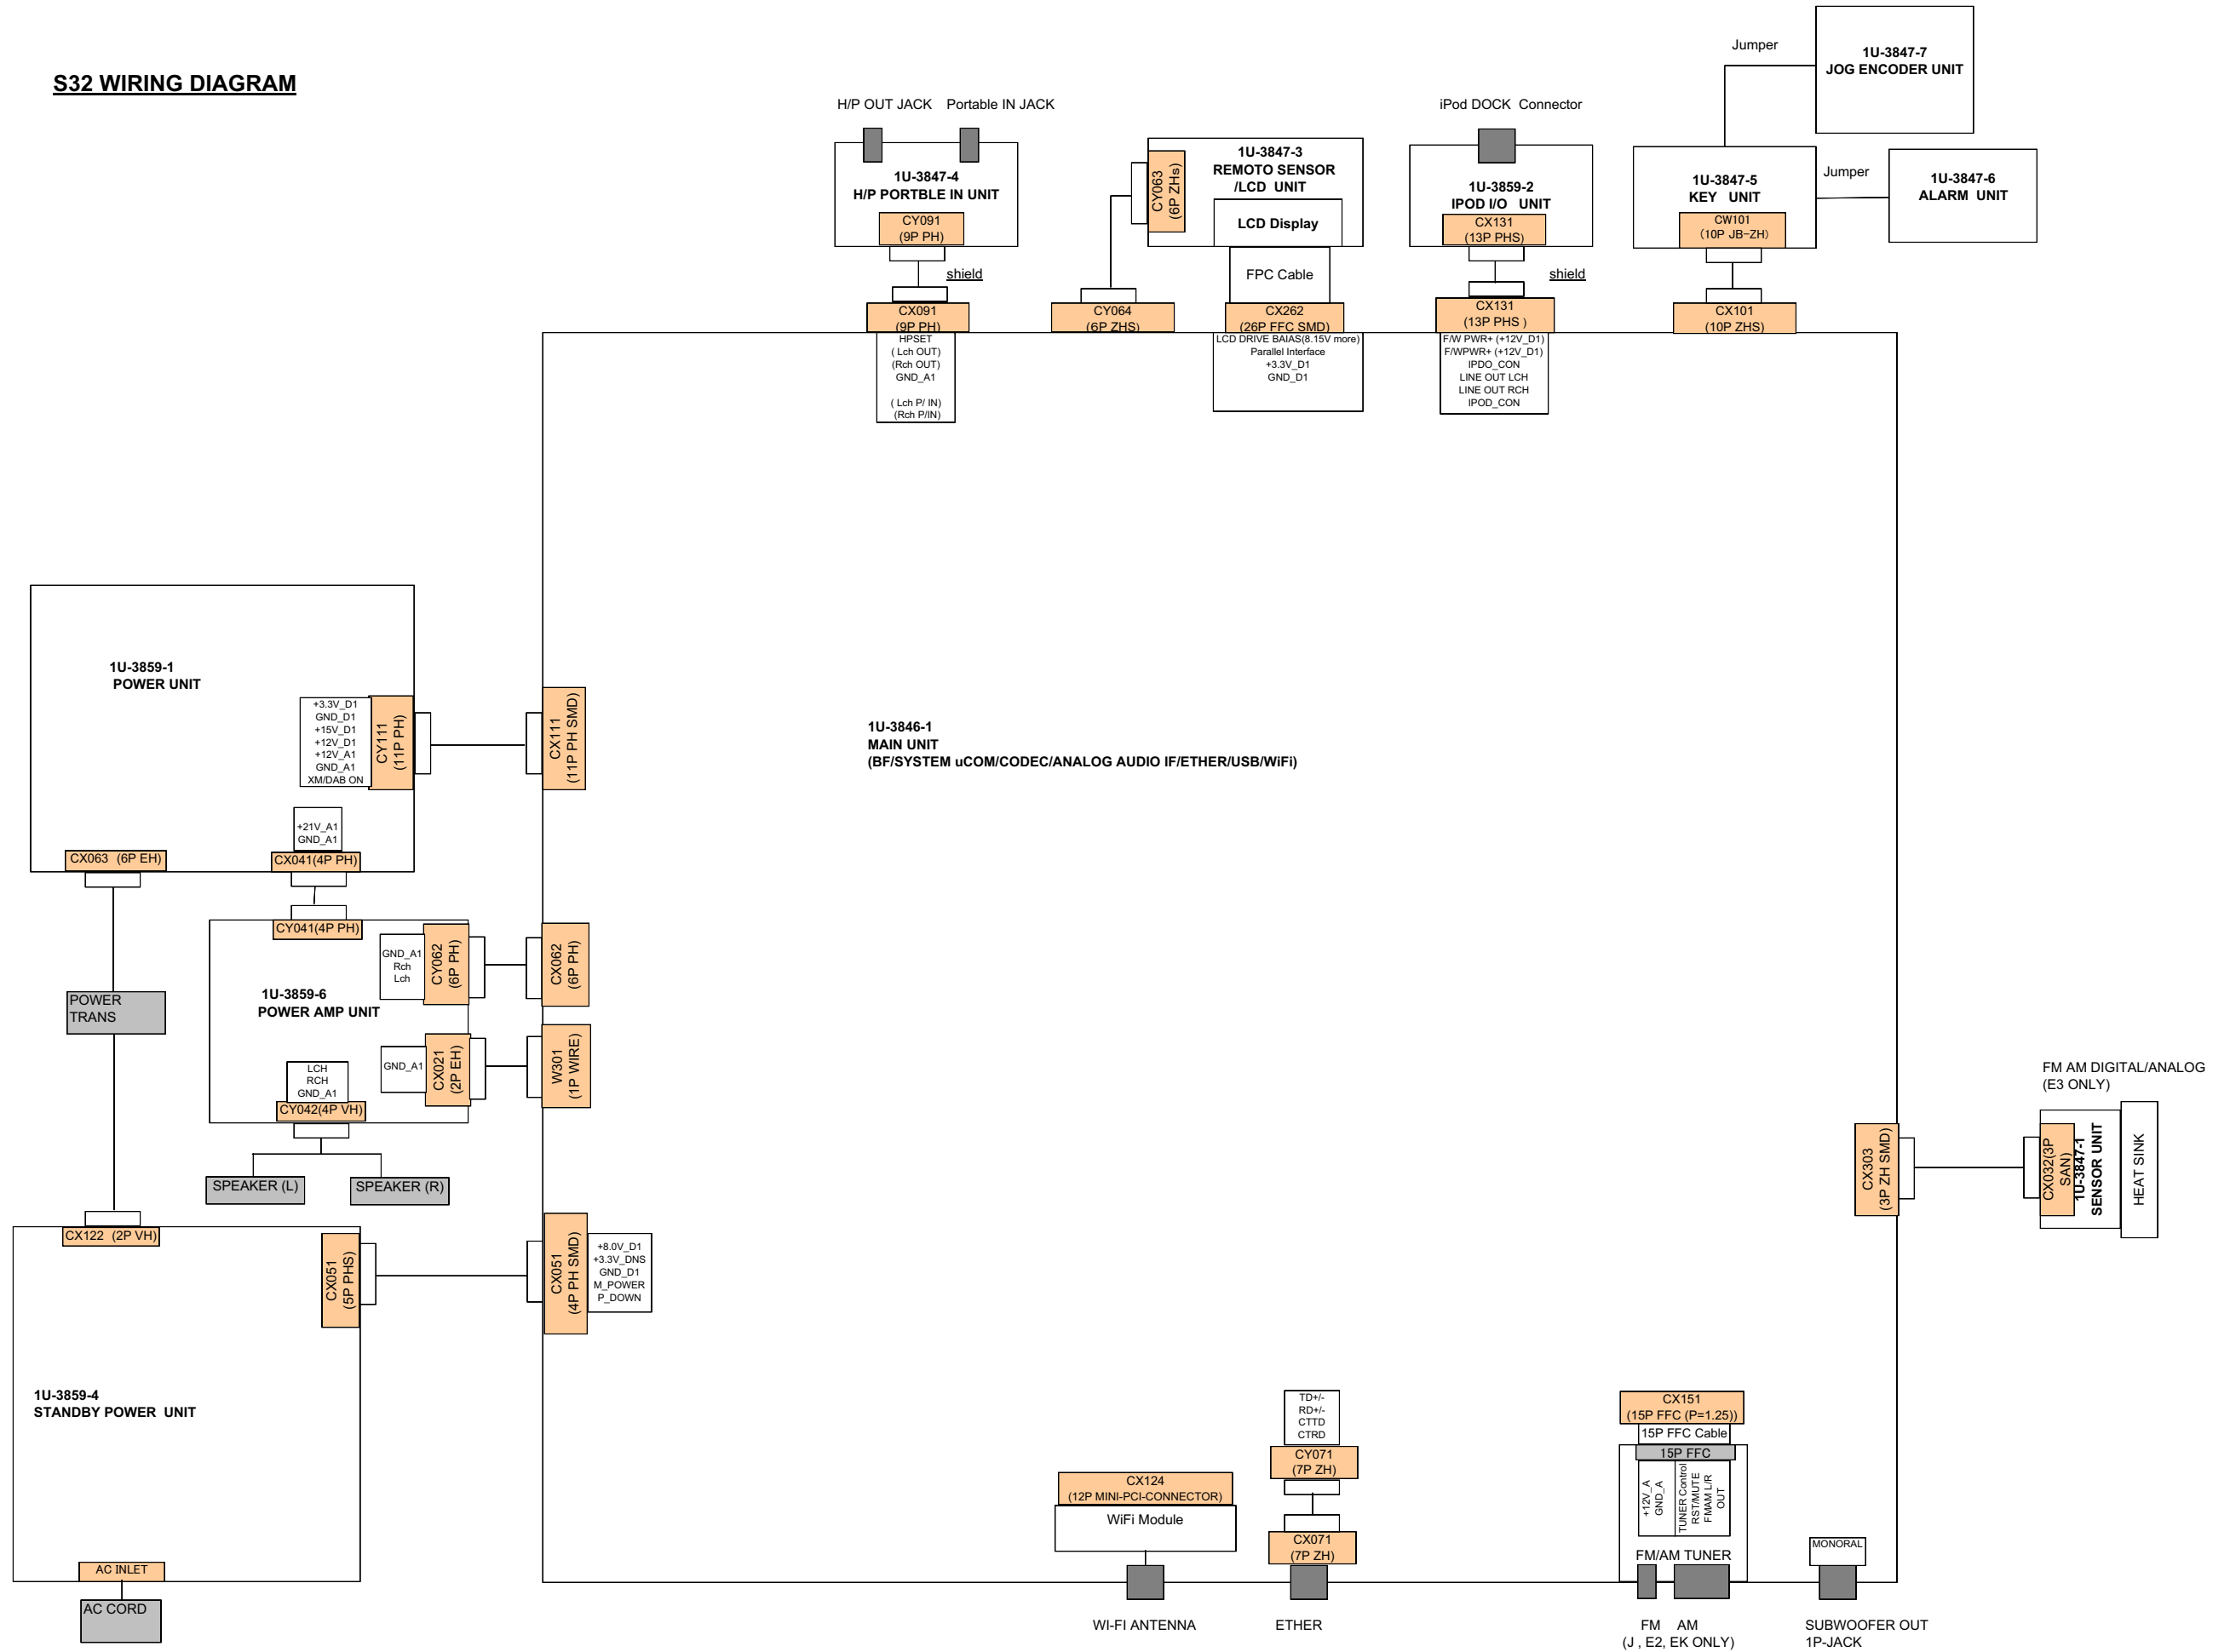 S32 WIRING DIAGRAM
Jumper
1U-3847-7
JOG ENCODER UNIT
H/P OUT JACK
Portable IN JACK
1U-3847-4
H/P PORTBLE IN UNIT
CY091
(9P PH)
shield
CX091
(9P PH)
HPSET
( Lch OUT)
(Rch OUT)
GND_A1
( Lch P/ IN)
(Rch P/IN)
CY063
(6P ZHs)
1U-3847-3
REMOTO SENSOR
/LCD UNIT
LCD Display
FPC Cable
CY064
(6P ZHS)
CX262
(26P FFC SMD)
LCD DRIVE BAIAS(8.15V more)
Parallel Interface
+3.3V_D1
GND_D1
iPod DOCK Connector
1U-3859-2
IPOD I/O UNIT
CX131
(13P PHS)
shield
CX131
(13P PHS )
F/W PWR+ (+12V_D1)
F/WPWR+ (+12V_D1)
IPDO_CON
LINE OUT LCH
LINE OUT RCH
IPOD_CON
1U-3847-5
KEY UNIT
CW101
(10P JB-ZH)
CX101
(10P ZHS)
Jumper
1U-3847-6
ALARM UNIT
1U-3859-1
POWER UNIT
+3.3V_D1
GND_D1
+15V_D1
+12V_D1
+12V_A1
GND_A1
XM/DAB ON
CY111
(11P PH)
CX111
(11P PH SMD)
1U-3846-1
MAIN UNIT
(BF/SYSTEM uCOM/CODEC/ANALOG AUDIO IF/ETHER/USB/WiFi)
+21V_A1
GND_A1
CX063 (6P EH)
CX041(4P PH)
CY041(4P PH)
GND_A1
Rch
Lch
CY062
(6P PH)
CX062
(6P PH)
POWER
TRANS
1U-3859-6
POWER AMP UNIT
GND_A1
CX021
(2P EH)
W301
(1P WIRE)
LCH
RCH
GND_A1
CY042(4P VH)
SPEAKER (L)
SPEAKER (R)
CX122 (2P VH)
CX051
(5P PHS)
CX051
(4P PH SMD)
+8.0V_D1
+3.3V_DNS
GND_D1
M_POWER
P_DOWN
1U-3859-4
STANDBY POWER UNIT
AC INLET
AC CORD
FM AM DIGITAL/ANALOG
(E3 ONLY)
CX303
(3P ZH SMD)
CX032(3P
SAN)
1U-3847-1
SENSOR UNIT
HEAT SINK
CX124
(12P MINI-PCI-CONNECTOR)
WiFi Module
WI-FI ANTENNA
TD+/-
RD+/-
CTTD
CTRD
CY071
(7P ZH)
CX071
(7P ZH)
ETHER
CX151
(15P FFC (P=1.25))
15P FFC Cable
15P FFC
+12V_A
GND_A
TUNER Control
RST/MUTE
FMAM L/R
OUT
FM/AM TUNER
FM AM
(J , E2, EK ONLY)
MONORAL
SUBWOOFER OUT
1P-JACK